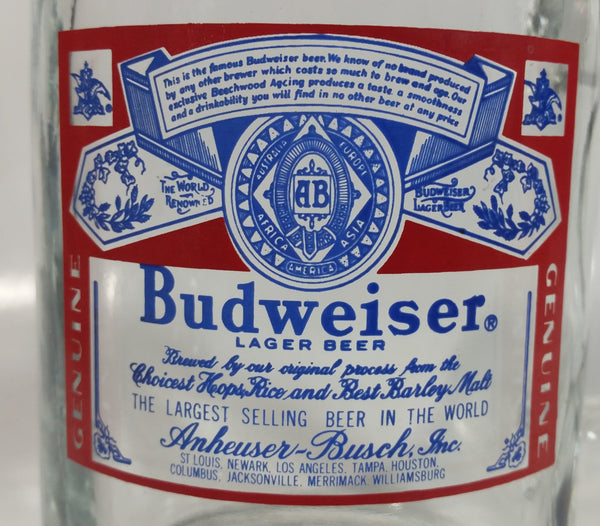 This is the famous Budweiser beer. We know of no brand produced
by any other brewer which costs so much to brew and age. Our
exclusive Beechwood Ageing produces a taste, a smoothness
and a drinkability you will find in no other beer at any price
THE WORLD
RENOWNED
AUSTRALIA
EUROPE
AB
AFRICA
ASIA
AMERICA
BUDWEISER
LAGER BEER
GENUINE
Budweiser®
LAGER BEER
Brewed by our original process from the
Choicest Hops, Rice and Best Barley Malt
THE LARGEST SELLING BEER IN THE WORLD
Anheuser-Busch, Inc.
ST LOUIS, NEWARK, LOS ANGELES, TAMPA, HOUSTON,
COLUMBUS, JACKSONVILLE, MERRIMACK, WILLIAMSBURG
GENUINE